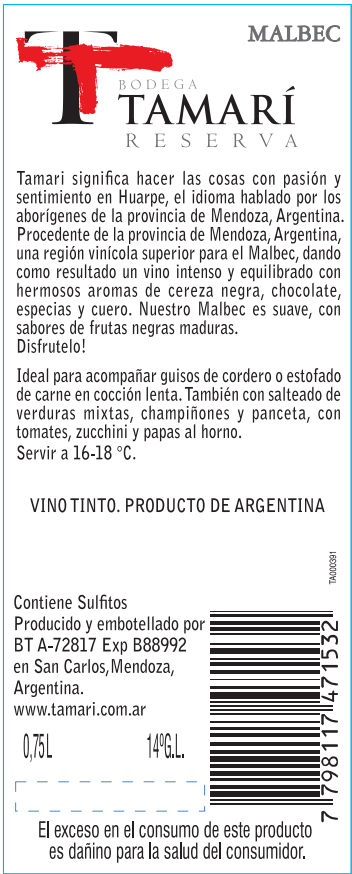 MALBEC
T
BODEGA
TAMARÍ
RESERVA
Tamari significa hacer las cosas con pasión y
sentimiento en Huarpe, el idioma hablado por los
aborígenes de la provincia de Mendoza, Argentina.
Procedente de la provincia de Mendoza, Argentina,
una región vinícola superior para el Malbec, dando
como resultado un vino intenso y equilibrado con
hermosos aromas de cereza negra, chocolate,
especias y cuero. Nuestro Malbec es suave, con
sabores de frutas negras maduras.
Disfrutelo!
Ideal para acompañar guisos de cordero o estofado
de carne en cocción lenta. También con salteado de
verduras mixtas, champiñones y panceta, con
tomates, zucchini y papas al horno.
Servir a 16-18 °C.
VINO TINTO. PRODUCTO DE ARGENTINA
TA000391
Contiene Sulfitos
Producido y embotellado por
BT A-72817 Exp B88992
en San Carlos, Mendoza,
Argentina.
www.tamari.com.ar
0,75L 14ºG.L.
7 798117 471532
El exceso en el consumo de este producto
es dañino para la salud del consumidor.